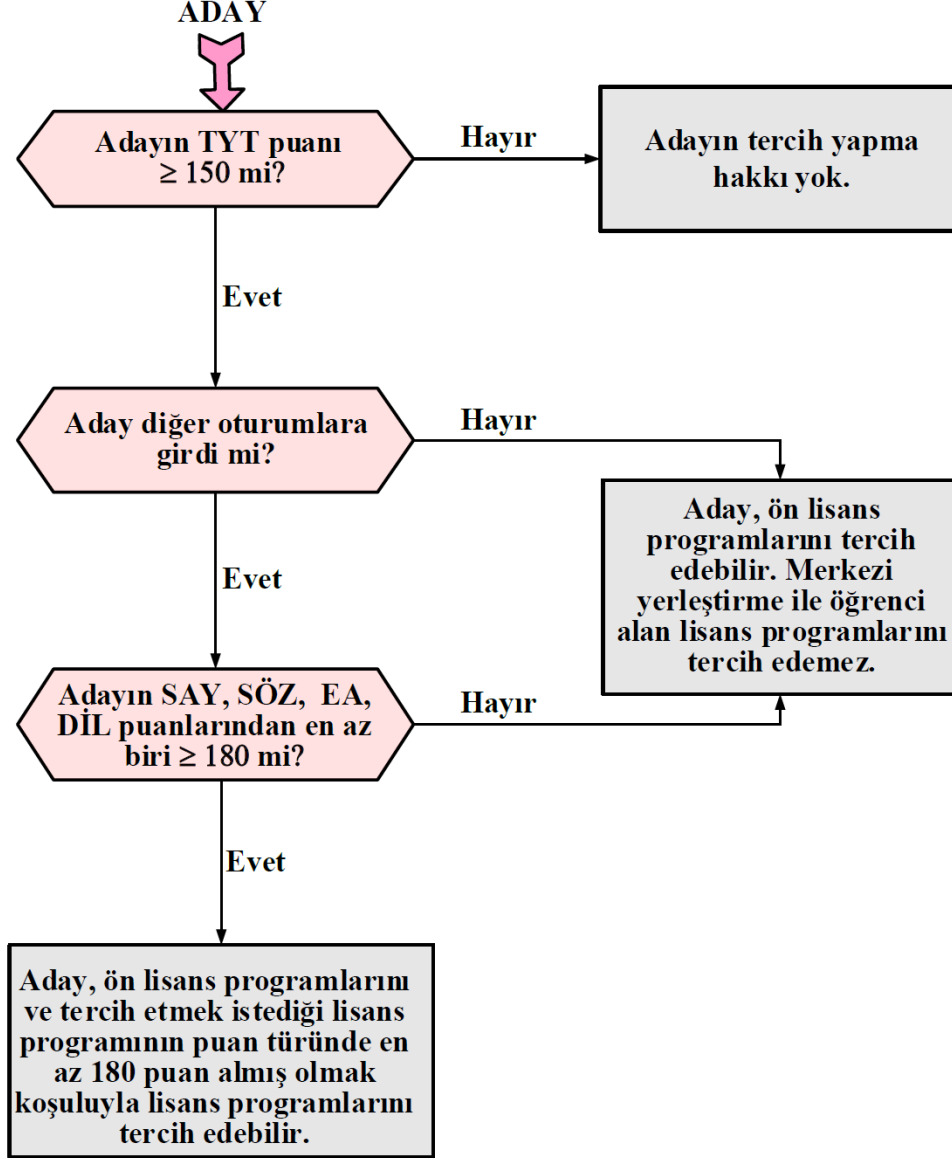 ADAY
Adayın TYT puanı
≥ 150 mi?
Hayır
Adayın tercih yapma
hakkı yok.
Evet
Aday diğer oturumlara
girdi mi?
Hayır
Aday, ön lisans
programlarını tercih
edebilir. Merkezi
yerleştirme ile öğrenci
alan lisans programlarını
tercih edemez.
Evet
Adayın SAY, SÖZ, EA,
DİL puanlarından en az
biri ≥ 180 mi?
Hayır
Evet
Aday, ön lisans programlarını
ve tercih etmek istediği lisans
programının puan türünde en
az 180 puan almış olmak
koşuluyla lisans programlarını
tercih edebilir.